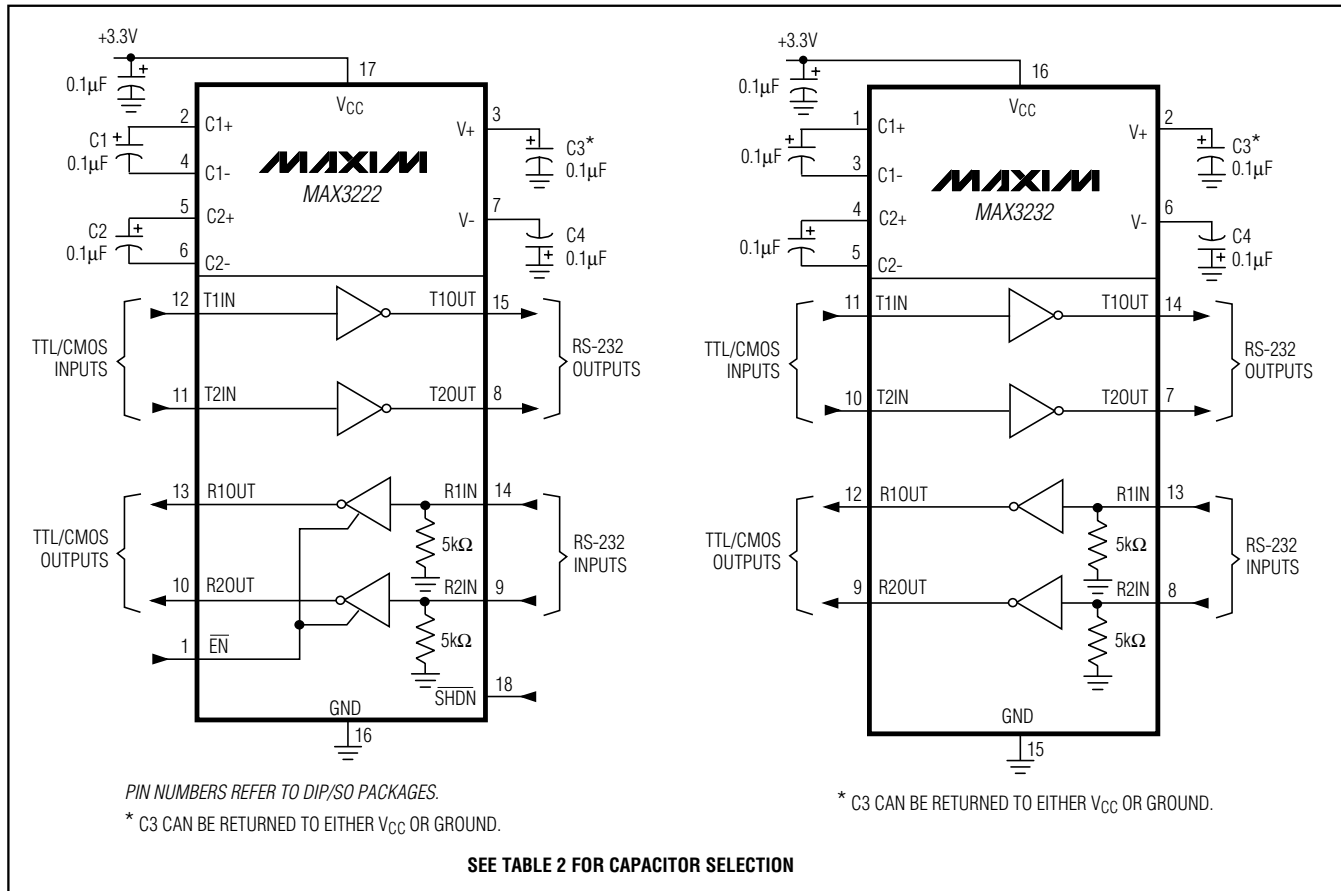 +3.3V
17
0.1µF
+
VCC
2
C1+
C1
+
0.1µF
4
C1-
MAXIM
MAX3222
V+
3
+
C3*
0.1µF
5
C2+
C2
+
0.1µF
6
C2-
V-
7
C4
+
0.1µF
TTL/CMOS
INPUTS
12
T1IN
T1OUT
15
11
T2IN
T2OUT
8
RS-232
OUTPUTS
TTL/CMOS
OUTPUTS
13
R1OUT
R1IN
14
5kΩ
10
R2OUT
R2IN
9
5kΩ
RS-232
INPUTS
1
EN
SHDN
18
GND
16
PIN NUMBERS REFER TO DIP/SO PACKAGES.
* C3 CAN BE RETURNED TO EITHER VCC OR GROUND.
+3.3V
16
0.1µF
+
VCC
1
C1+
+
0.1µF
3
C1-
MAXIM
MAX3232
V+
2
+
C3*
0.1µF
4
C2+
+
0.1µF
5
C2-
V-
6
C4
+
0.1µF
TTL/CMOS
INPUTS
11
T1IN
T1OUT
14
10
T2IN
T2OUT
7
RS-232
OUTPUTS
TTL/CMOS
OUTPUTS
12
R1OUT
R1IN
13
5kΩ
9
R2OUT
R2IN
8
5kΩ
RS-232
INPUTS
GND
15
* C3 CAN BE RETURNED TO EITHER VCC OR GROUND.
SEE TABLE 2 FOR CAPACITOR SELECTION